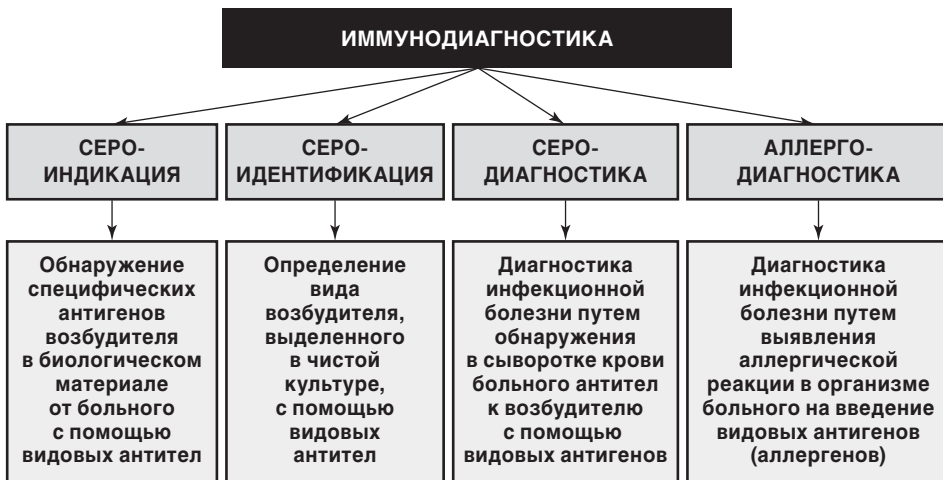 ИММУНОДИАГНОСТИКА
СЕРО-
ИНДИКАЦИЯ
СЕРО-
ИДЕНТИФИКАЦИЯ
СЕРО-
ДИАГНОСТИКА
АЛЛЕРГО-
ДИАГНОСТИКА
Обнаружение
специфических
антигенов
возбудителя
в биологическом
материале
от больного
с помощью
видовых антител
Определение
вида
возбудителя,
выделенного
в чистой
культуре,
с помощью
видовых
антител
Диагностика
инфекционной
болезни путем
обнаружения
в сыворотке крови
больного антител
к возбудителю
с помощью
видовых антигенов
Диагностика
инфекционной
болезни путем
выявления
аллергической
реакции в организме
больного на введение
видовых антигенов
(аллергенов)